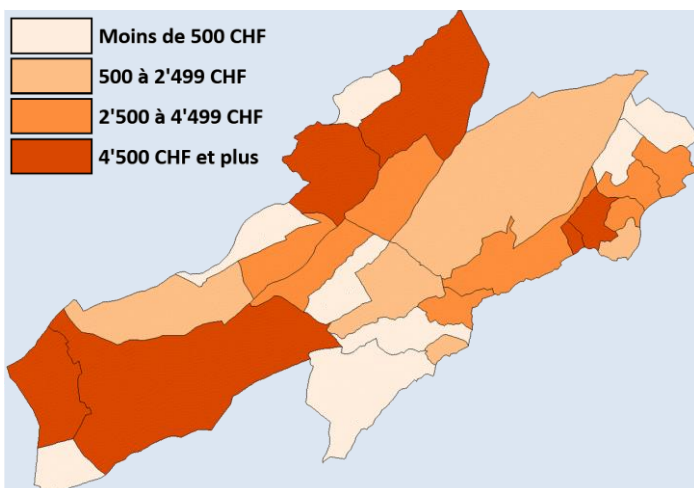 Moins de 500 CHF
500 à 2'499 CHF
2'500 à 4'499 CHF
4'500 CHF et plus